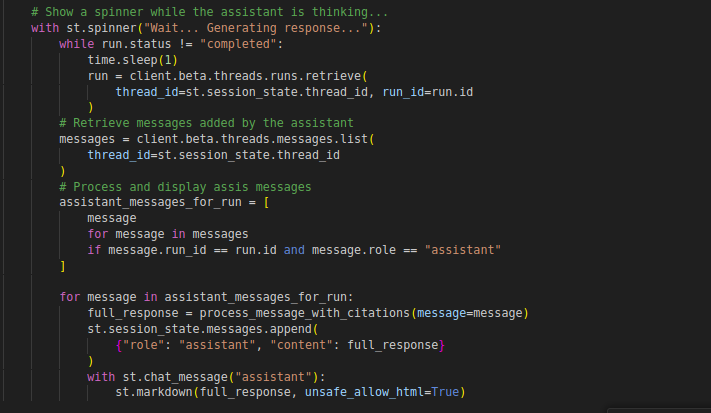 # Show a spinner while the assistant is thinking...
with st.spinner("Wait... Generating response..."):
while run.status != "completed":
time.sleep(1)
run = client.beta.threads.runs.retrieve(
thread_id=st.session_state.thread_id, run_id=run.id
)
# Retrieve messages added by the assistant
messages = client.beta.threads.messages.list(
thread_id=st.session_state.thread_id
)
# Process and display assis messages
assistant_messages_for_run = [
message
for message in messages
if message.run_id == run.id and message.role == "assistant"
]
for message in assistant_messages_for_run:
full_response = process_message_with_citations(message=message)
st.session_state.messages.append(
{"role": "assistant", "content": full_response}
)
with st.chat_message("assistant"):
st.markdown(full_response, unsafe_allow_html=True)